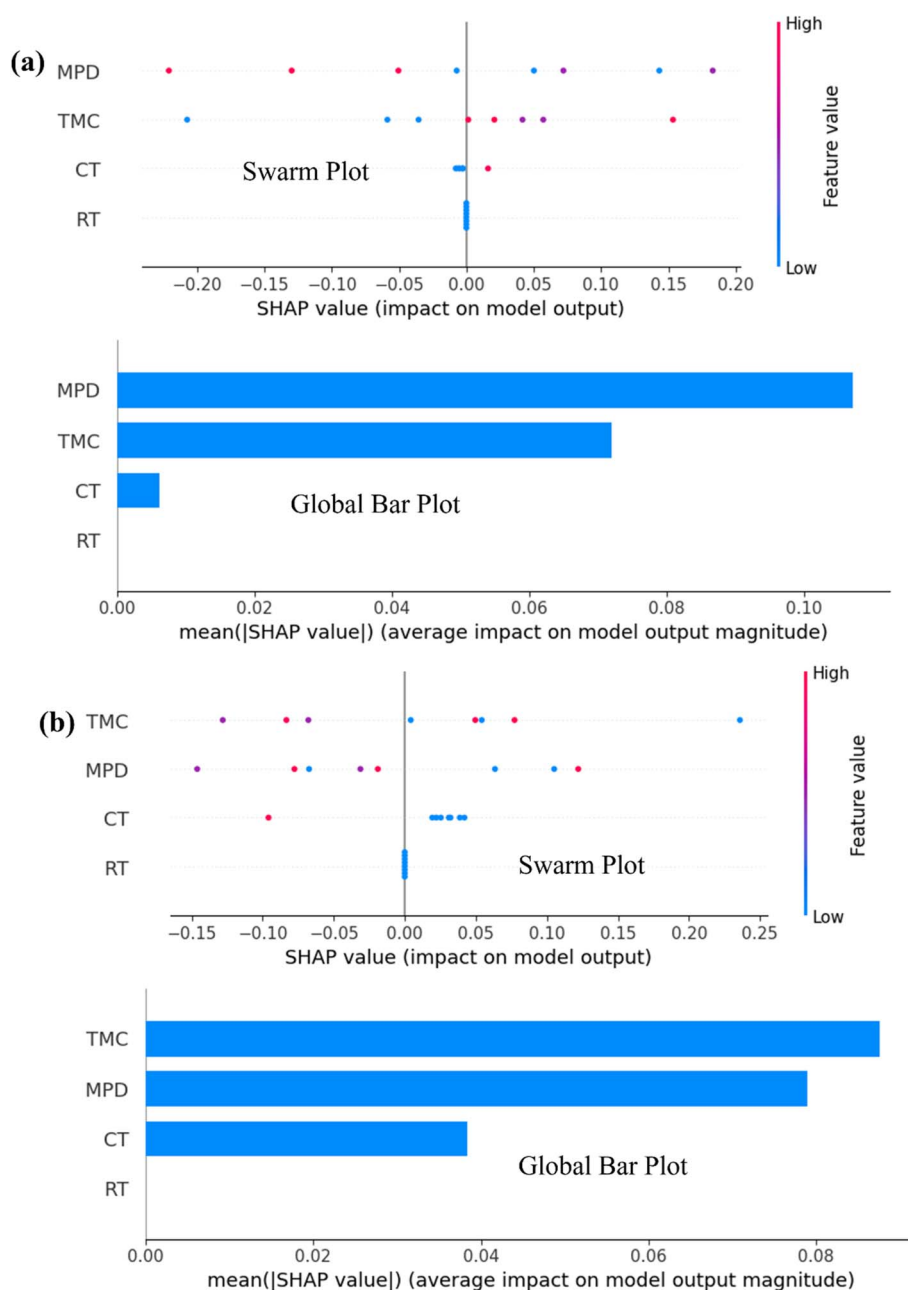 (a)
High
MPD
TMC
CT
RT
Swarm Plot
Feature value
Low
−0.20 −0.15 −0.10 −0.05 0.00 0.05 0.10 0.15 0.20
SHAP value (impact on model output)
MPD
TMC
CT
RT
Global Bar Plot
0.00 0.02 0.04 0.06 0.08 0.10
mean(|SHAP value|) (average impact on model output magnitude)
(b)
High
TMC
MPD
CT
RT
Swarm Plot
Feature value
Low
−0.15 −0.10 −0.05 0.00 0.05 0.10 0.15 0.20 0.25
SHAP value (impact on model output)
TMC
MPD
CT
RT
Global Bar Plot
0.00 0.02 0.04 0.06 0.08
mean(|SHAP value|) (average impact on model output magnitude)